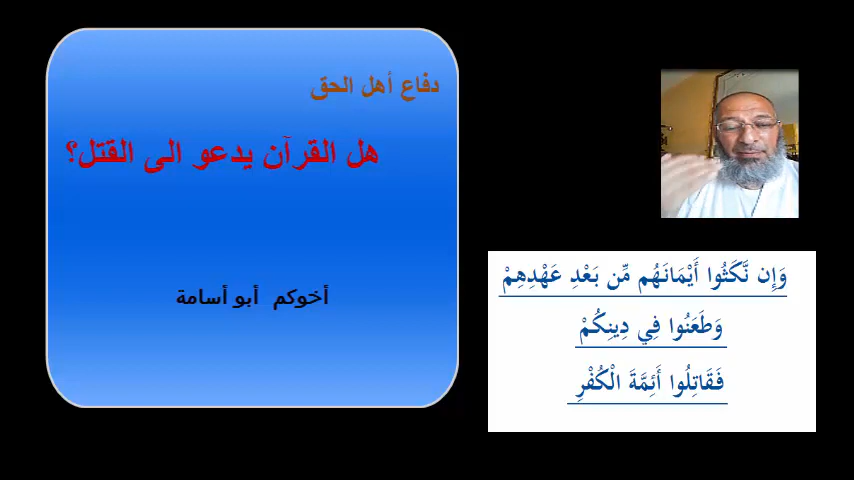 دفاع أهل الحق
هل القرآن يدعو الى القتل؟
أخوكم أبو أسامة
وَإِن نَّكَثُوا أَيْمَانَهُم مِّن بَعْدِ عَهْدِهِمْ
وَطَعَنُوا فِي دِينِكُمْ
فَقَاتِلُوا أَئِمَّةَ الْكُفْرِ